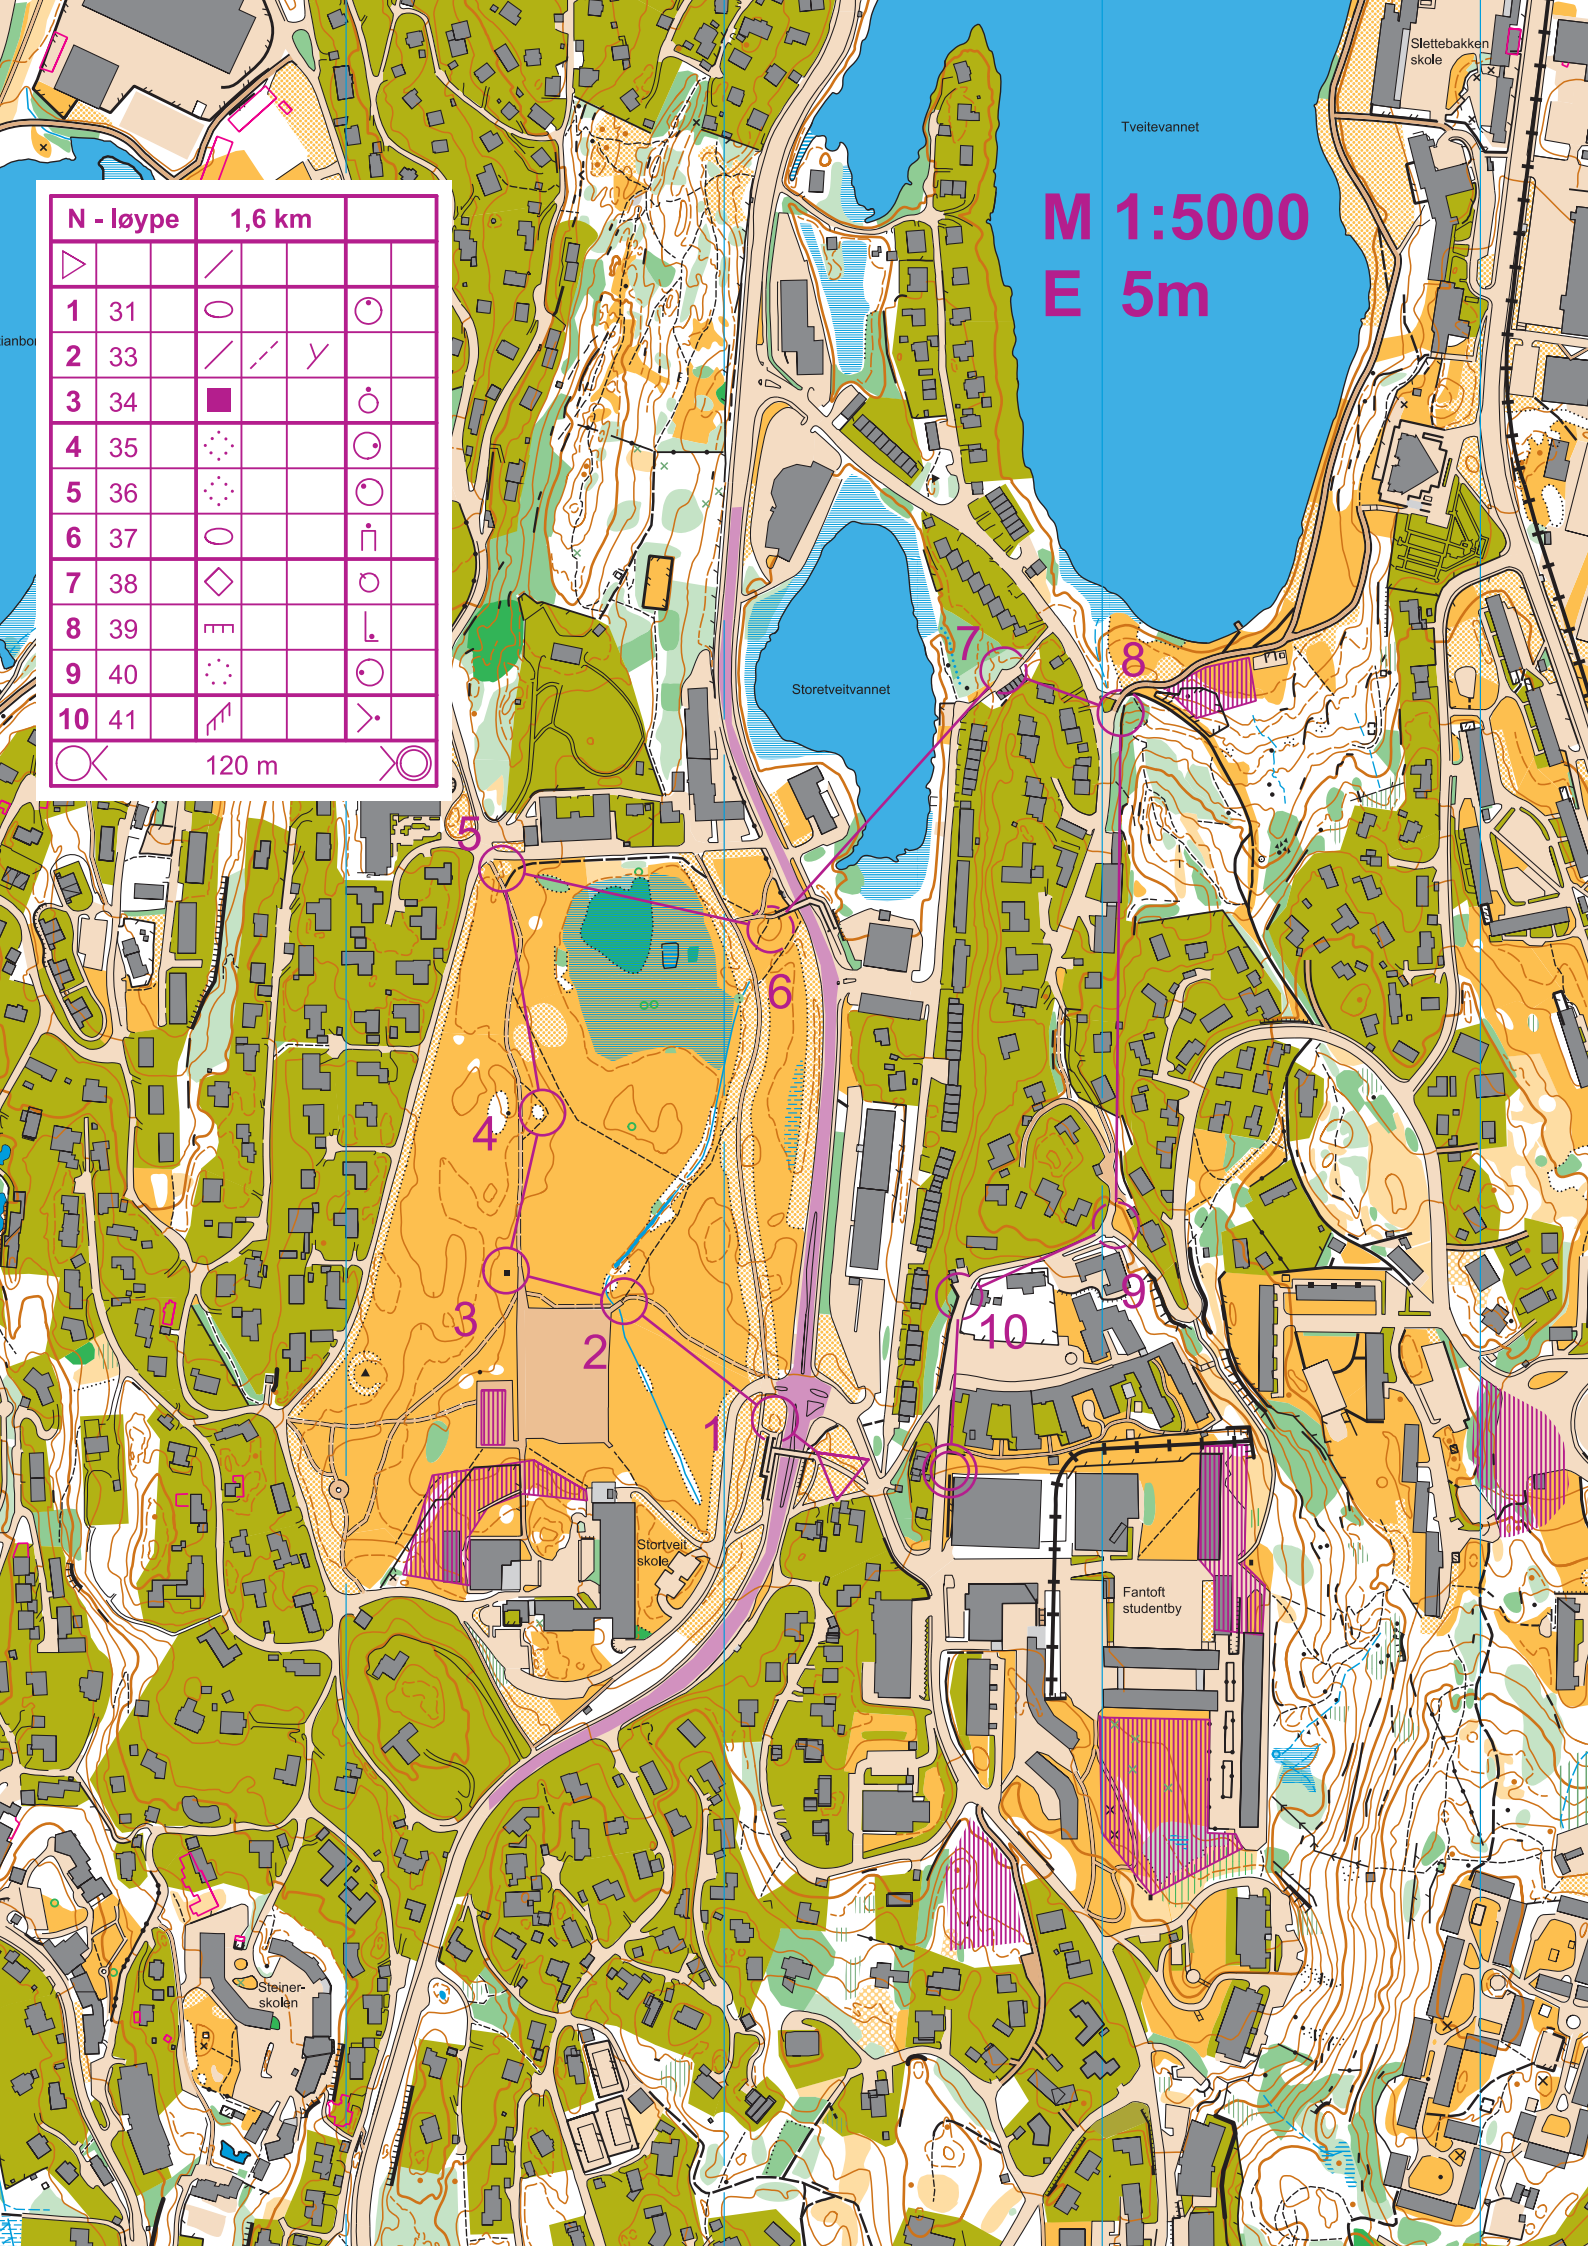 Slettebakken
skole
Tveitevannet
M 1:5000
E 5m
N - løype 1,6 km
1 31
2 33
3 34
4 35
5 36
6 37
7 38
8 39
9 40
10 41
120 m
7
8
Storetveitvannet
5
6
4
9
3
2
10
1
Stortveit
skole
Fantoft
studentby
Steiner-
skolen